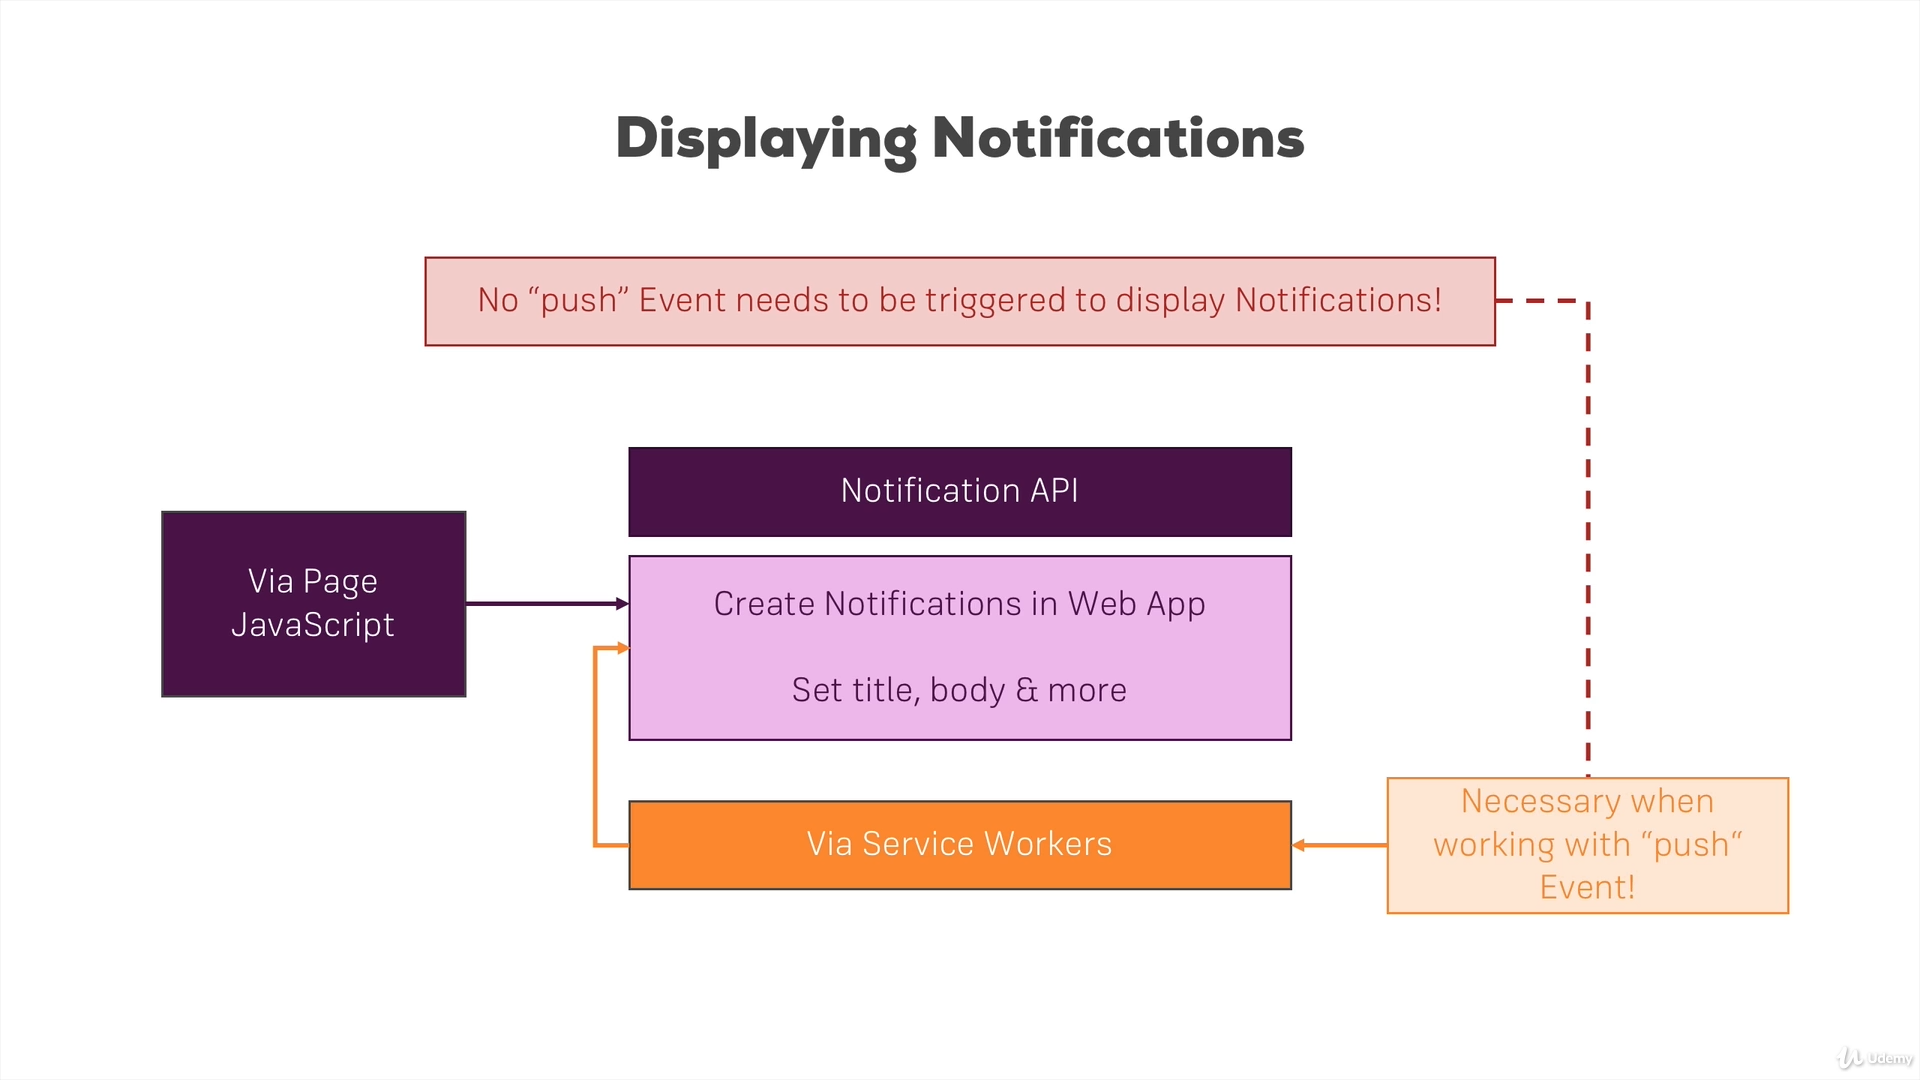 Displaying Notifications
No “push” Event needs to be triggered to display Notifications!
Notification API
Via Page
JavaScript
Create Notifications in Web App
Set title, body & more
Via Service Workers
Necessary when
working with “push“
Event!
Udemy